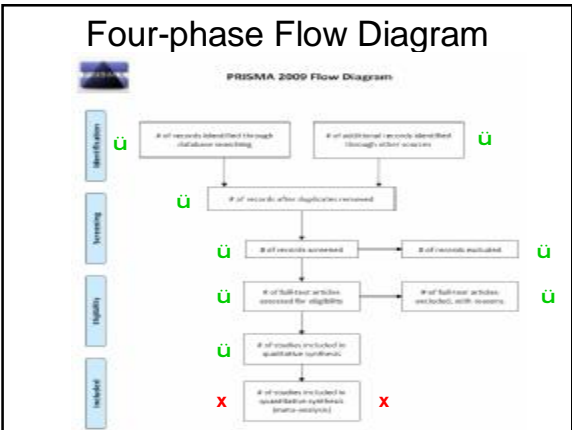 Four-phase Flow Diagram
PRISMA 2009 Flow Diagram
Identification
ü
# of records identified through
database searching
# of additional records identified
through other sources
ü
ü
# of records after duplicates removed
Screening
ü
# of records screened
# of records excluded
ü
Eligibility
ü
# of full-text articles
assessed for eligibility
# of full-text articles
excluded, with reasons
ü
ü
# of studies included in
qualitative synthesis
Included
x
# of studies included in
quantitative synthesis
(meta-analysis)
x